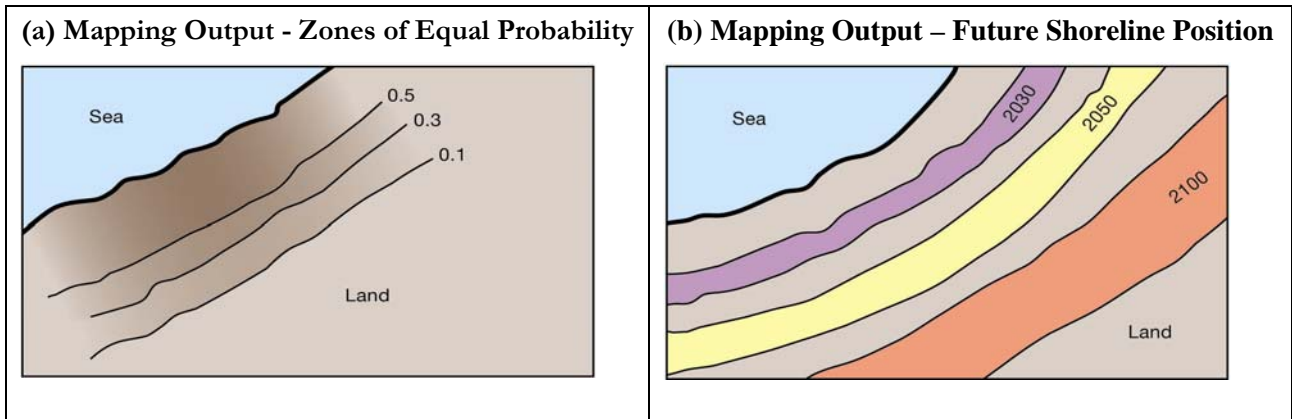 (a) Mapping Output - Zones of Equal Probability
Sea
0.5
0.3
0.1
Land
(b) Mapping Output – Future Shoreline Position
Sea
2030
2050
2100
Land